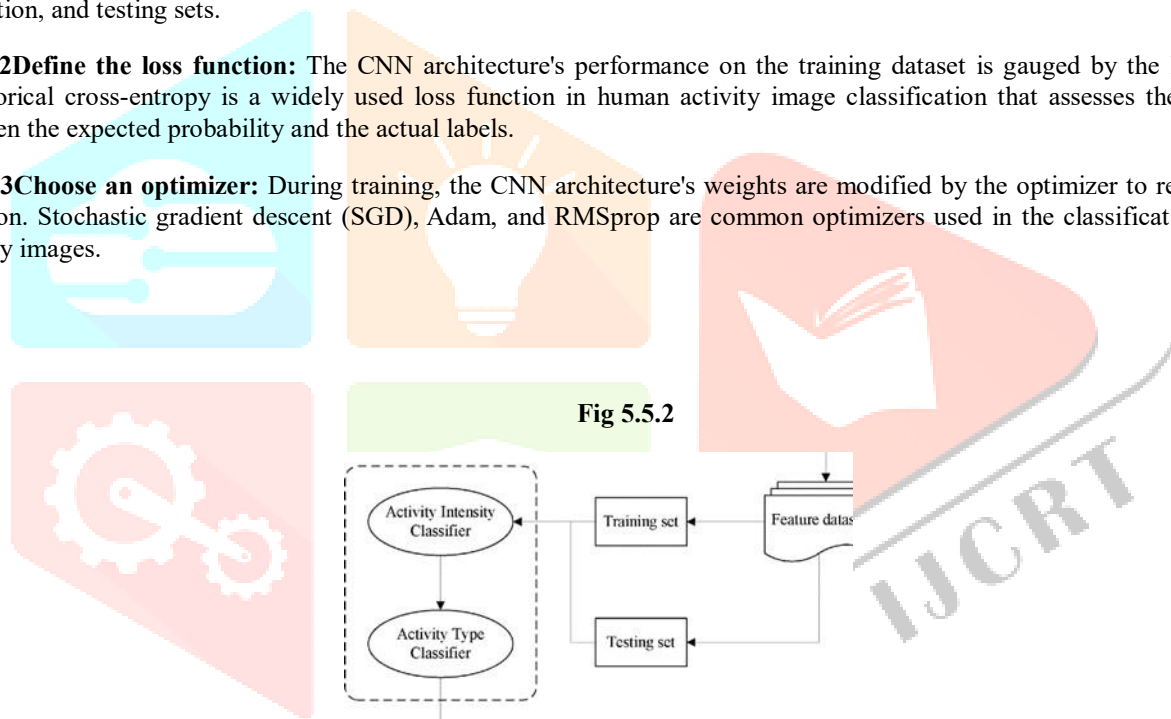 tion, and testing sets.
2Define the loss function: The CNN architecture's performance on the training dataset is gauged by the
orical cross-entropy is a widely used loss function in human activity image classification that assesses the
en the expected probability and the actual labels.
3Choose an optimizer: During training, the CNN architecture's weights are modified by the optimizer to re
on. Stochastic gradient descent (SGD), Adam, and RMSprop are common optimizers used in the classificati
y images.
Fig 5.5.2
Activity Intensity
Classifier
Training set
Feature datas
Activity Type
Classifier
Testing set
IJCRT